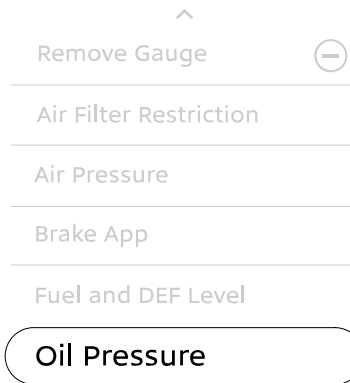 Remove Gauge
Air Filter Restriction
Air Pressure
Brake App
Fuel and DEF Level
Oil Pressure